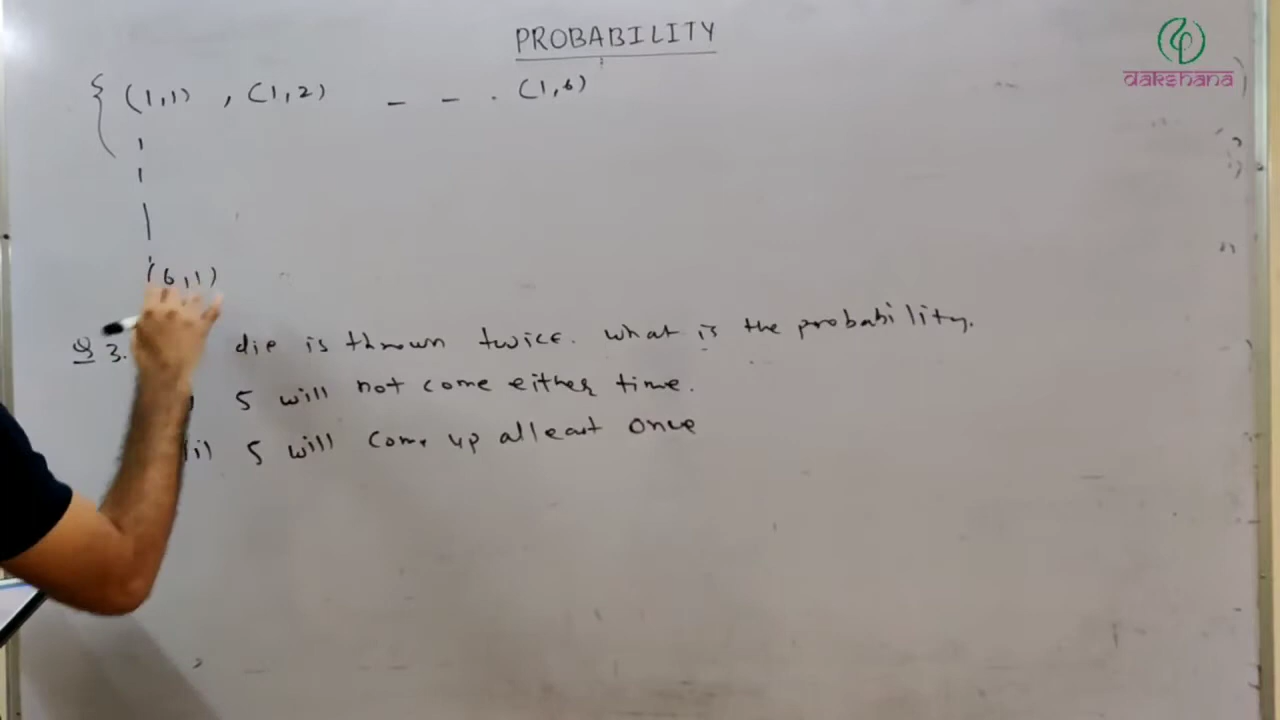 PROBABILITY
dakshana
{ (1,1) , (1,2) _ _ . (1,6)
(6,1)
Q 3. die is thrown twice. what is the probability.
5 will not come either time.
ii) 5 will come up atleast once